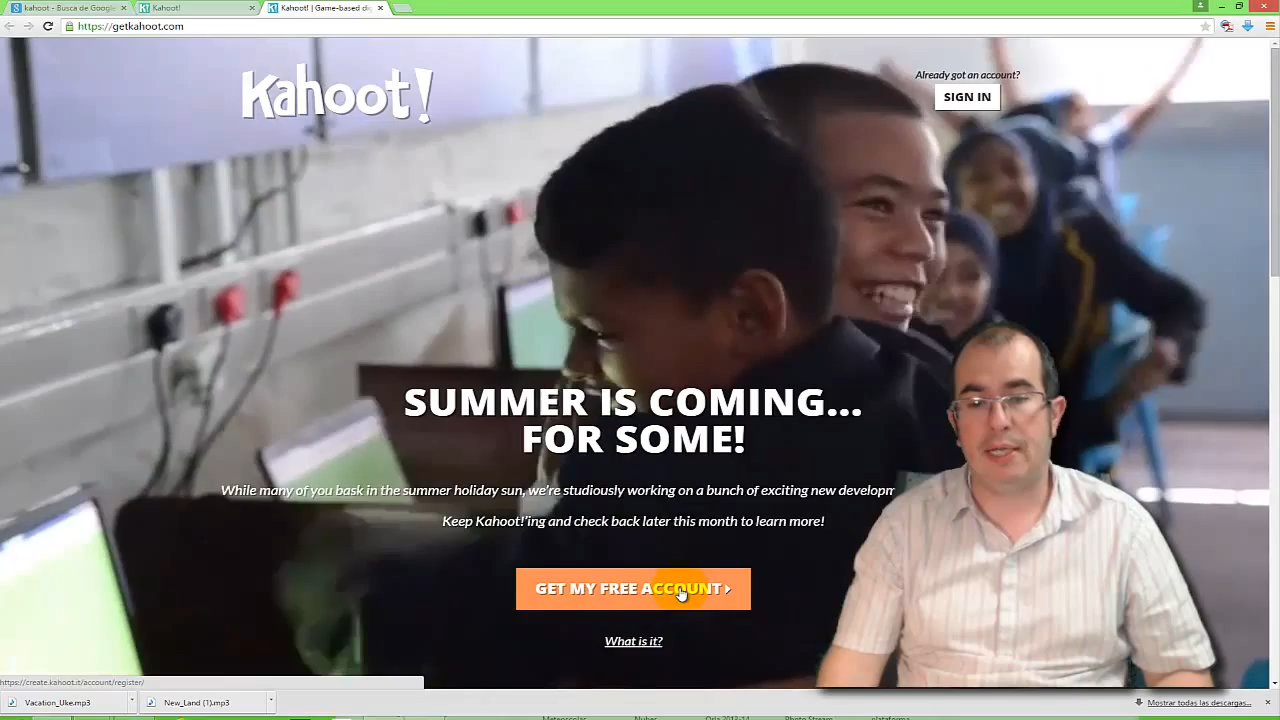 kahoot - Busca de Google
Kahoot!
Kahoot! | Game-based di
https://getkahoot.com
Kahoot!
Already got an account?
SIGN IN
SUMMER IS COMING...
FOR SOME!
While many of you bask in the summer holiday sun, we're studiously working on a bunch of exciting new developm
Keep Kahoot!'ing and check back later this month to learn more!
GET MY FREE ACCOUNT
What is it?
https://create.kahoot.it/account/register/
Vacation_Uke.mp3
New_Land (1).mp3
Mostrar todas las descargas...